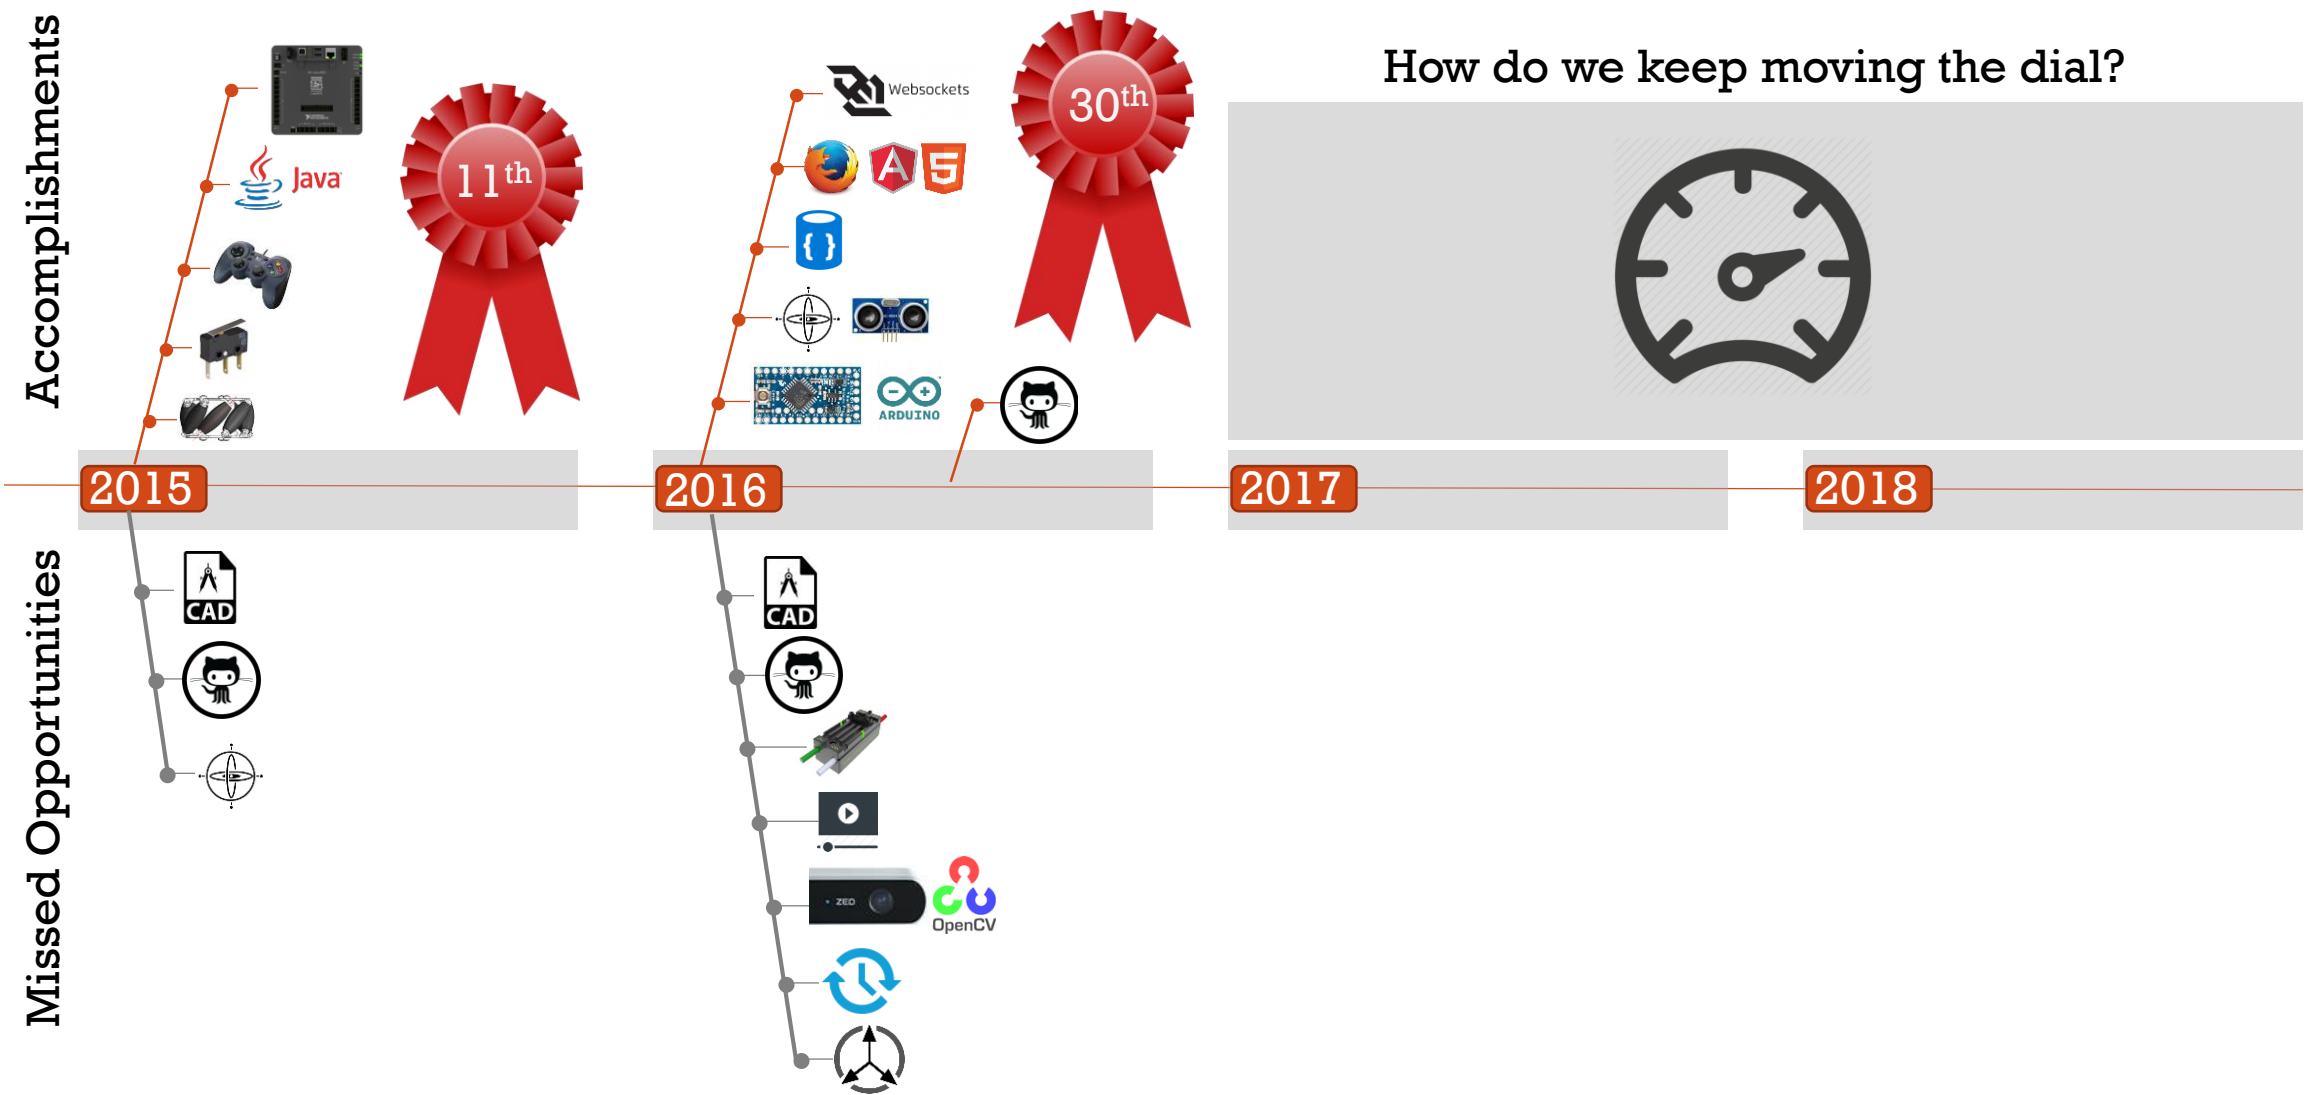 Accomplishments
Java
11th
Websockets
30th
How do we keep moving the dial?
ARDUINO
2015
2016
2017
2018
Missed Opportunities
CAD
CAD
ZED
OpenCV